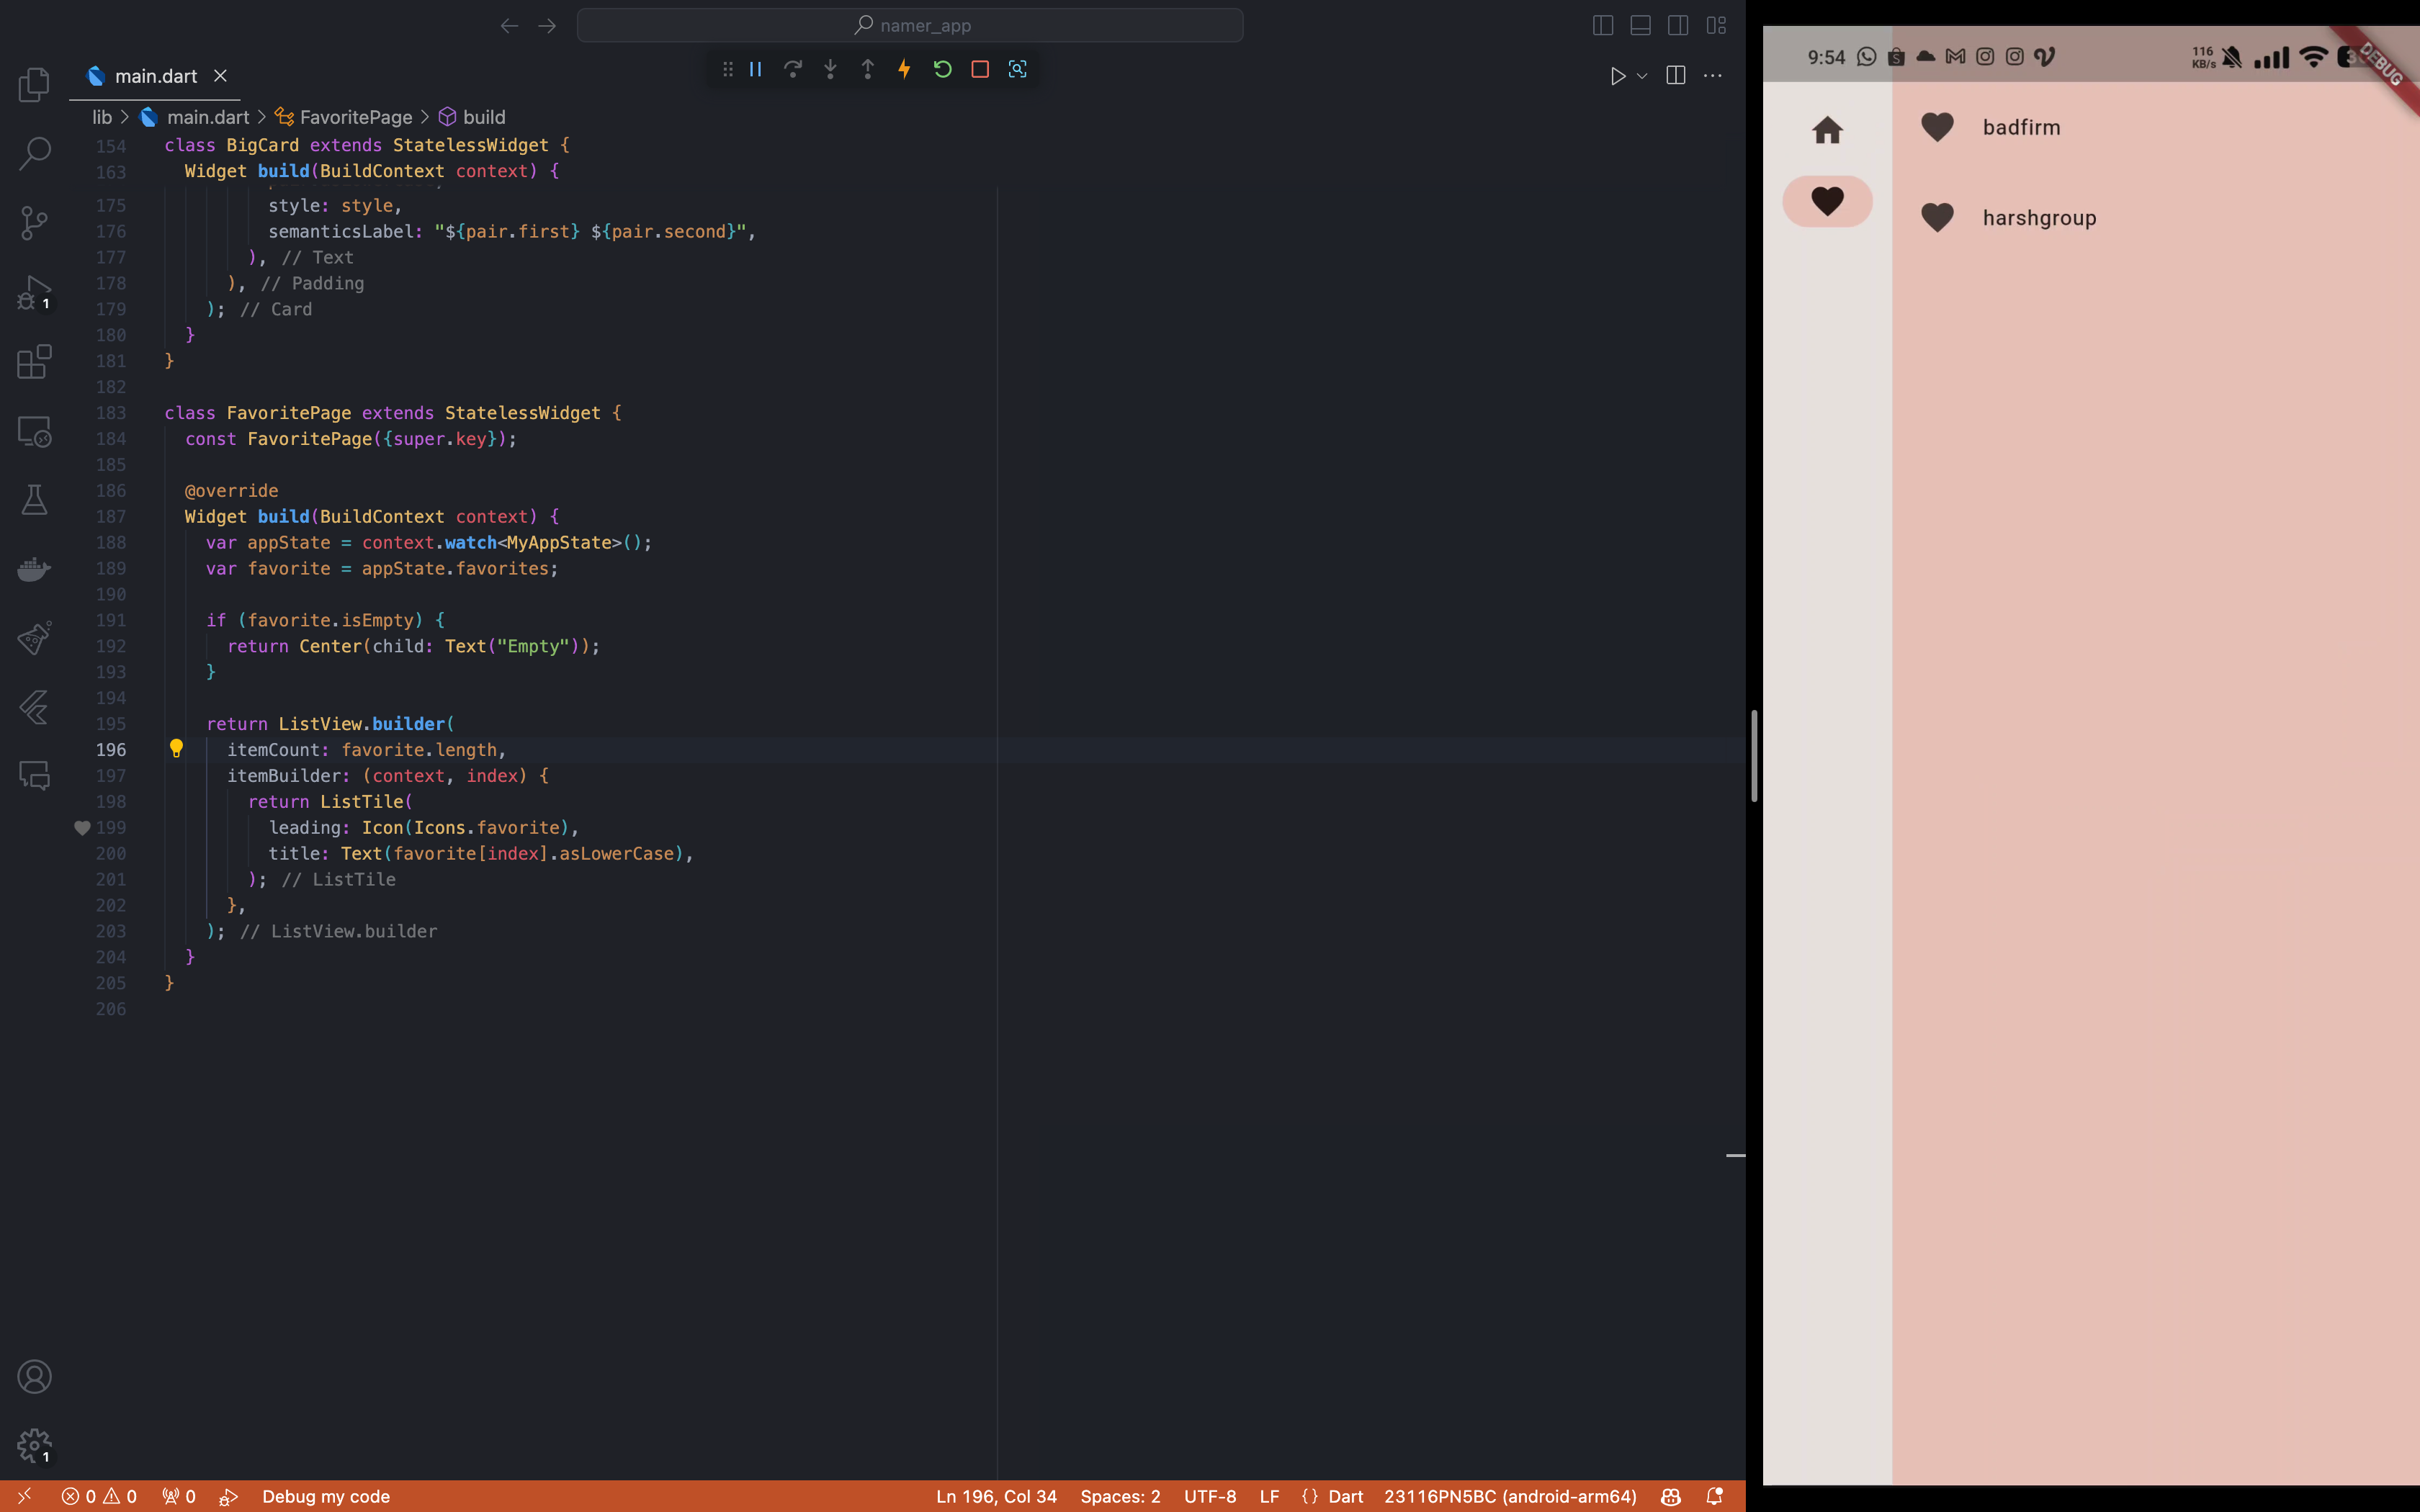 namer_app
main.dart
lib > main.dart > FavoritePage > build
154 class BigCard extends StatelessWidget {
163 Widget build(BuildContext context) {
175 style: style,
176 semanticsLabel: "${pair.first} ${pair.second}",
177 ), // Text
178 ), // Padding
179 ); // Card
180 }
181 }
182
183 class FavoritePage extends StatelessWidget {
184 const FavoritePage({super.key});
185
186 @override
187 Widget build(BuildContext context) {
188 var appState = context.watch<MyAppState>();
189 var favorite = appState.favorites;
190
191 if (favorite.isEmpty) {
192 return Center(child: Text("Empty"));
193 }
194
195 return ListView.builder(
196 itemCount: favorite.length,
197 itemBuilder: (context, index) {
198 return ListTile(
199 leading: Icon(Icons.favorite),
200 title: Text(favorite[index].asLowerCase),
201 ); // ListTile
202 },
203 ); // ListView.builder
204 }
205 }
206
1
1
0 0 0 Debug my code Ln 196, Col 34 Spaces: 2 UTF-8 LF {} Dart 23116PN5BC (android-arm64)
9:54 116 KB/s
DEBUG
badfirm
harshgroup